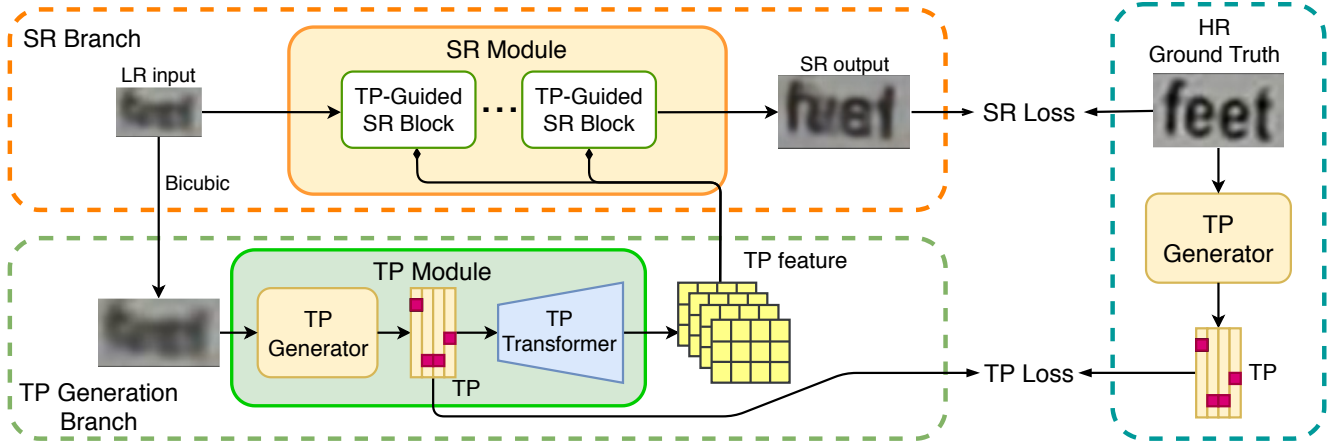 SR Branch
LR input
SR Module
TP-Guided
SR Block
...
TP-Guided
SR Block
SR output
SR Loss
HR
Ground Truth
feet
Bicubic
TP Generation
Branch
TP Module
TP
Generator
TP
TP
Transformer
TP feature
TP Loss
TP
Generator
TP